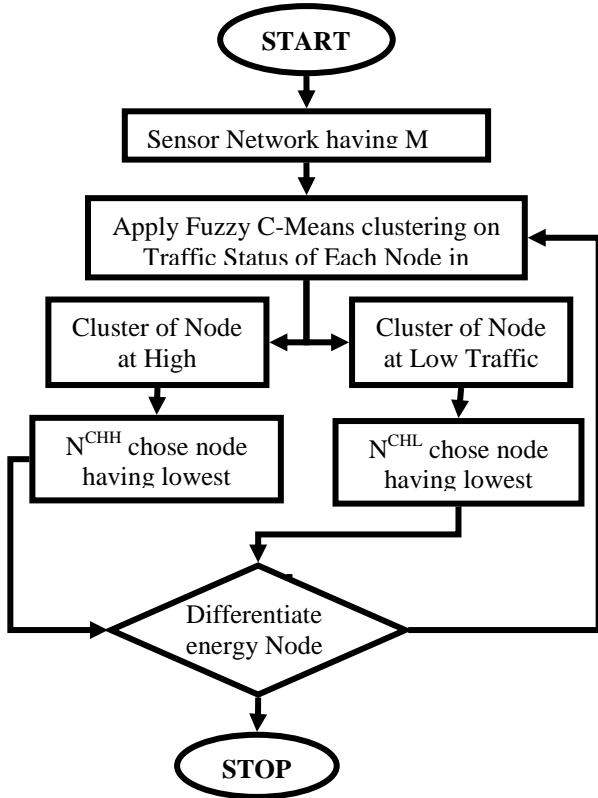 START
Sensor Network having M
Apply Fuzzy C-Means clustering on
Traffic Status of Each Node in
Cluster of Node
at High
Cluster of Node
at Low Traffic
N^CHH chose node
having lowest
N^CHL chose node
having lowest
Differentiate
energy Node
STOP